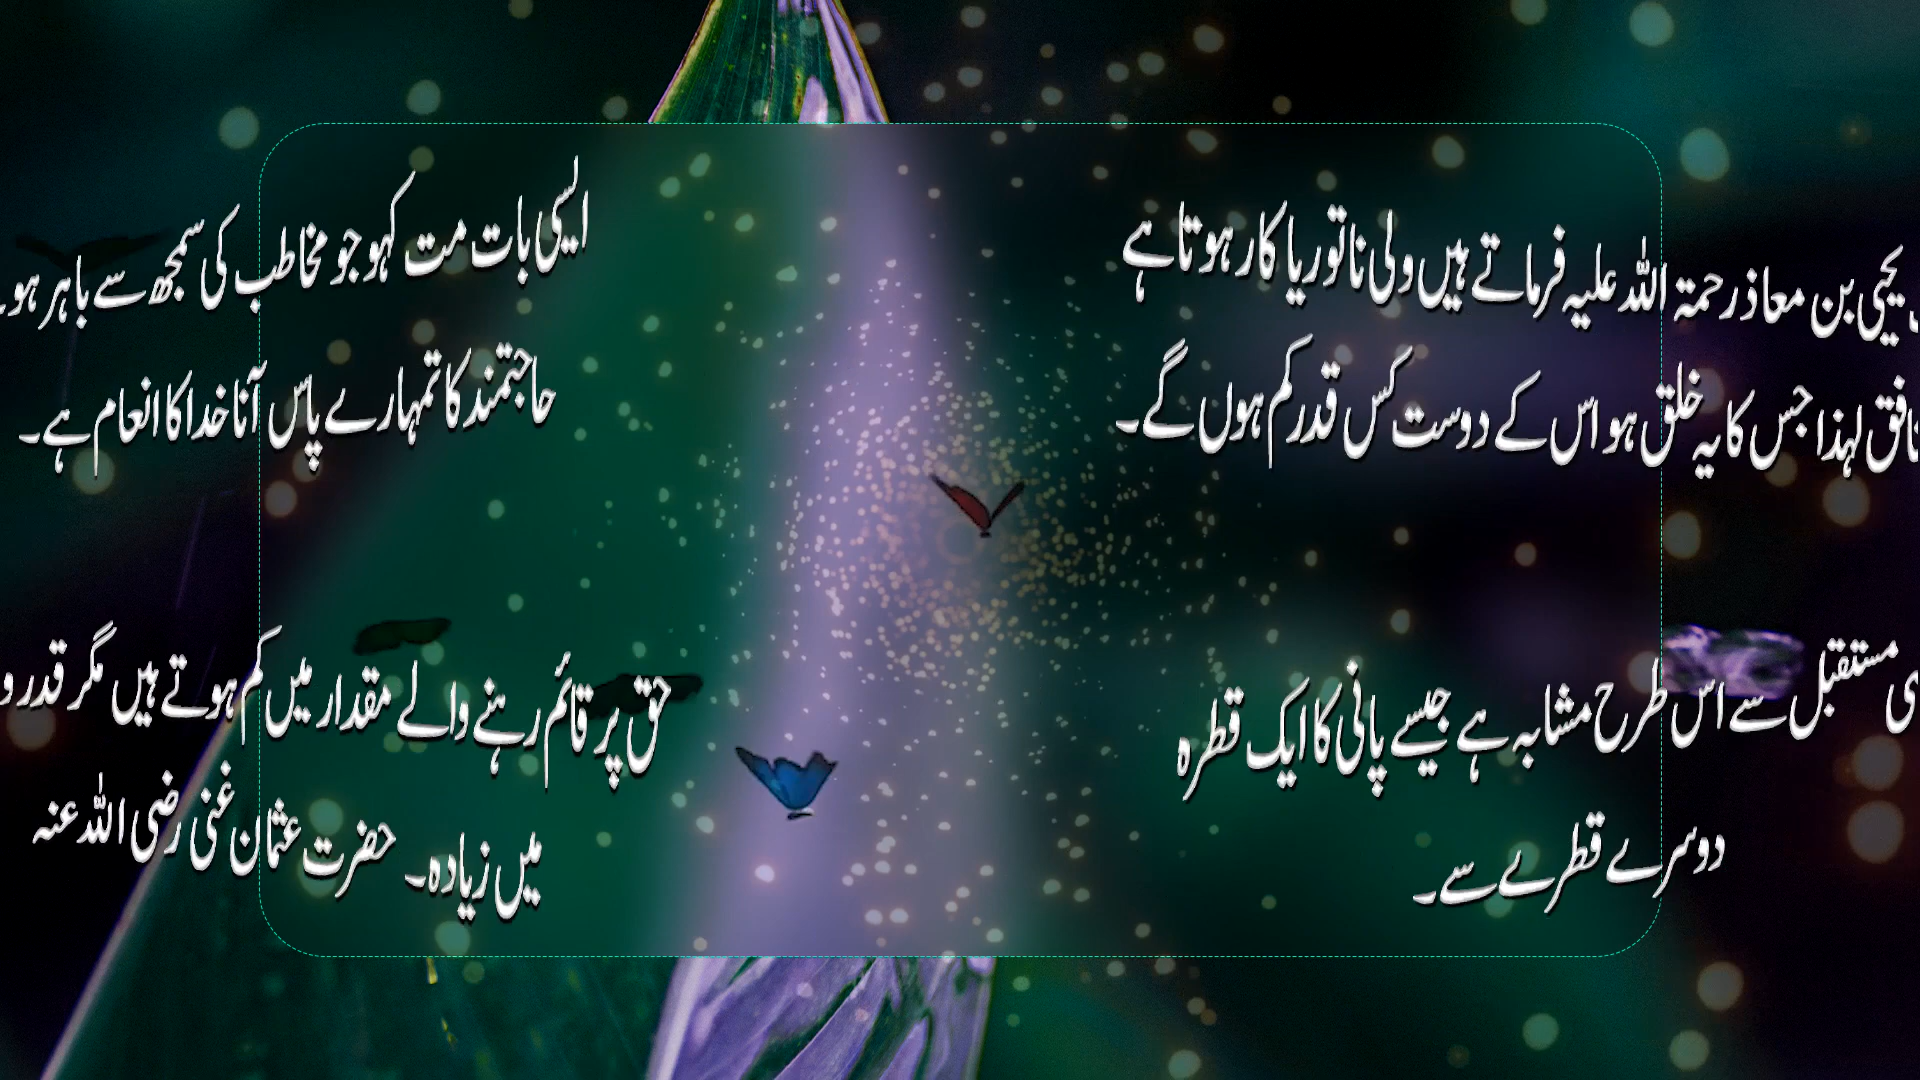 یحیی بن معاذ رحمۃ اللہ علیہ فرماتے ہیں ولی نا تو ریا کار ہوتا ہے
لہذا جس کا یہ خلق ہو اس کے دوست کس قدر کم ہوں گے۔
ایسی بات مت کہو جو مخاطب کی سمجھ سے باہر ہو
حاجتمند کا تمہارے پاس آنا خدا کا انعام ہے۔
مستقبل سے اس طرح مشابہ ہے جیسے پانی کا ایک قطرہ
دوسرے قطرے سے۔
حق پر قائم رہنے والے مقدار میں کم ہوتے ہیں مگر قدر و
میں زیادہ۔ حضرت عثمان غنی رضی اللہ عنہ